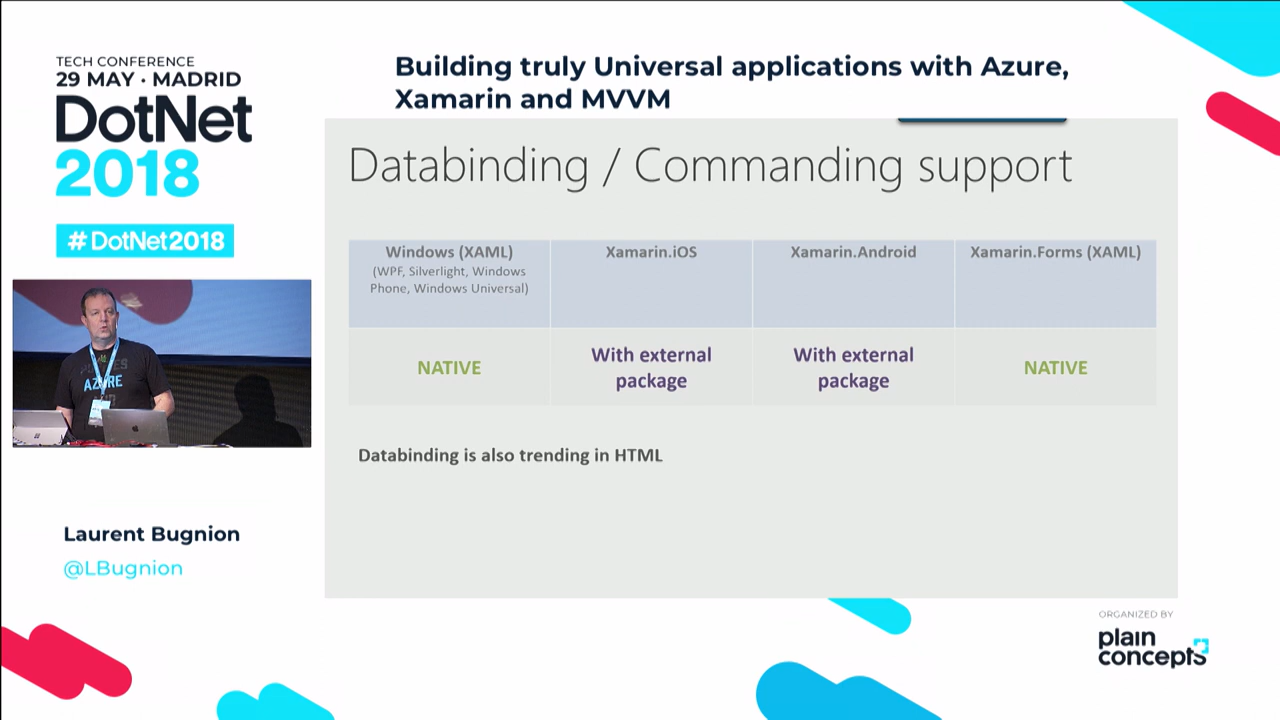 TECH CONFERENCE
29 MAY · MADRID
DotNet
2018
#DotNet2018
Building truly Universal applications with Azure,
Xamarin and MVVM
Databinding / Commanding support
Windows (XAML)
(WPF, Silverlight, Windows
Phone, Windows Universal)
Xamarin.iOS
Xamarin.Android
Xamarin.Forms (XAML)
NATIVE
With external
package
With external
package
NATIVE
Databinding is also trending in HTML
AZURE
Laurent Bugnion
@LBugnion
ORGANIZED BY
plain
concepts